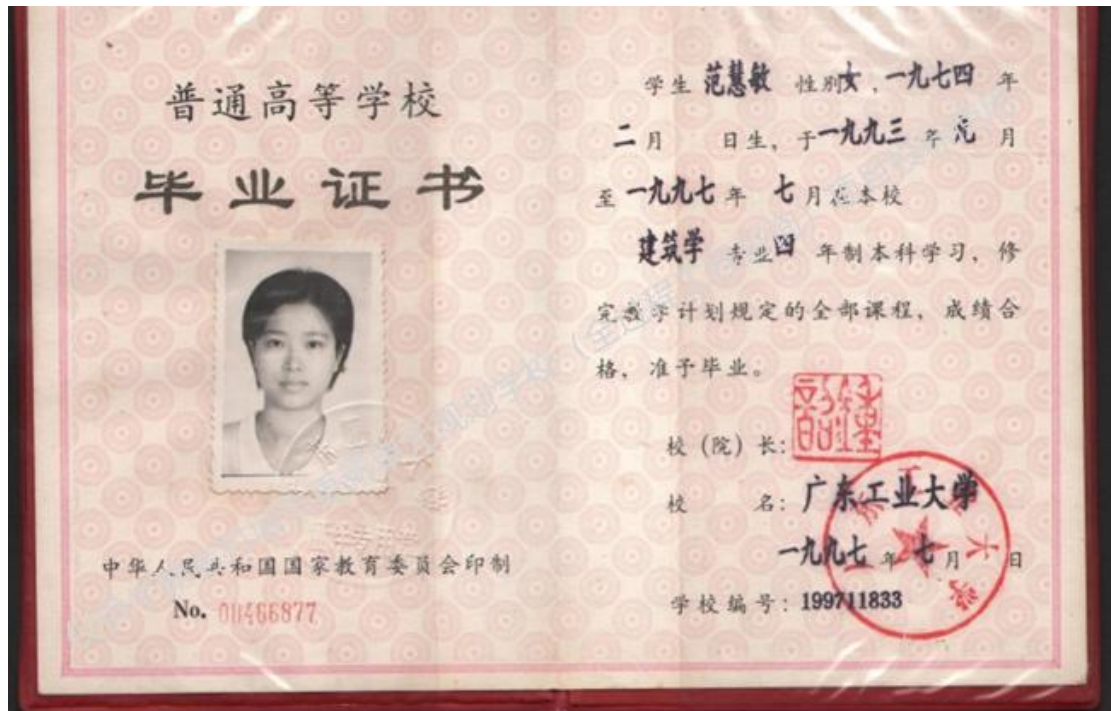 普通高等学校
毕业证书
中华人民共和国国家教育委员会印制
No. 00466877
学生 范慧敏 性别女，一九七四 年
二月 日生，于一九九三 年 月
至一九九七年 七月在本校
建筑学 专业四 年制本科学习，修
完教学计划规定的全部课程，成绩合
格，准予毕业。
校（院）长：
校 名：广东工业大学
一九九七年七月 日
学校编号：199711833